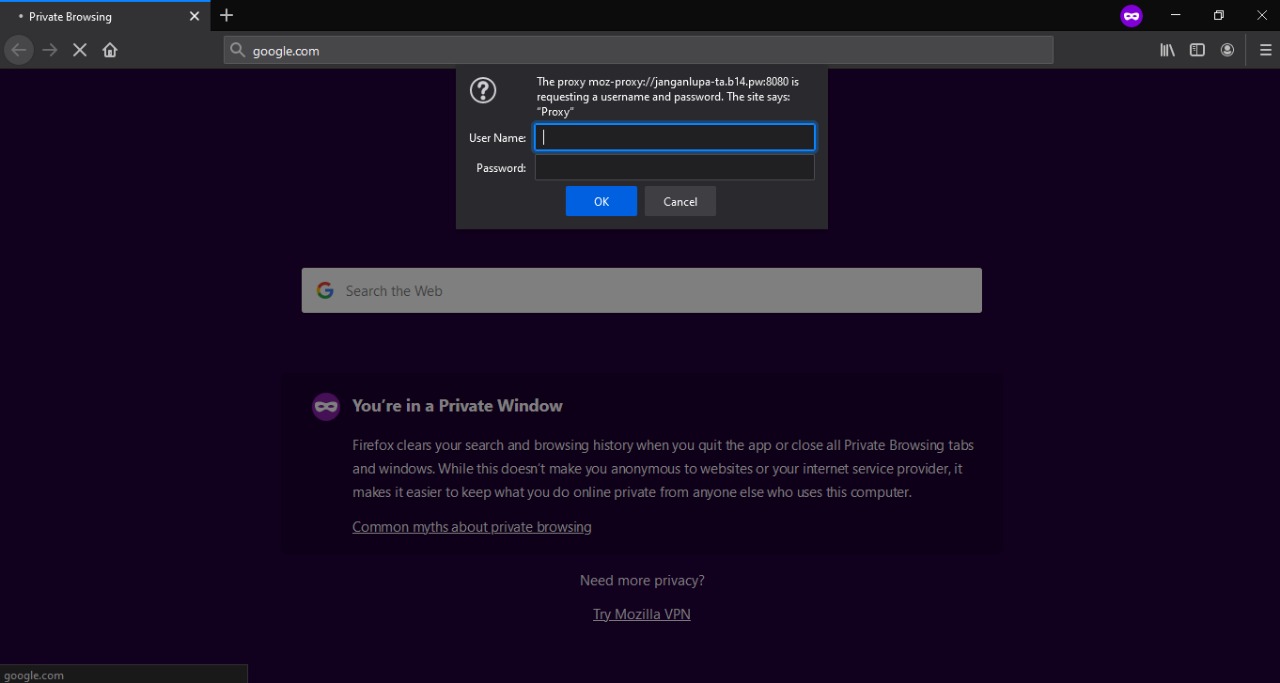 Private Browsing
google.com
The proxy moz-proxy://janganlupa-ta.b14.pw:8080 is
requesting a username and password. The site says:
“Proxy”
User Name:
Password:
OK
Cancel
Search the Web
You’re in a Private Window
Firefox clears your search and browsing history when you quit the app or close all Private Browsing tabs
and windows. While this doesn’t make you anonymous to websites or your internet service provider, it
makes it easier to keep what you do online private from anyone else who uses this computer.
Common myths about private browsing
Need more privacy?
Try Mozilla VPN
google.com